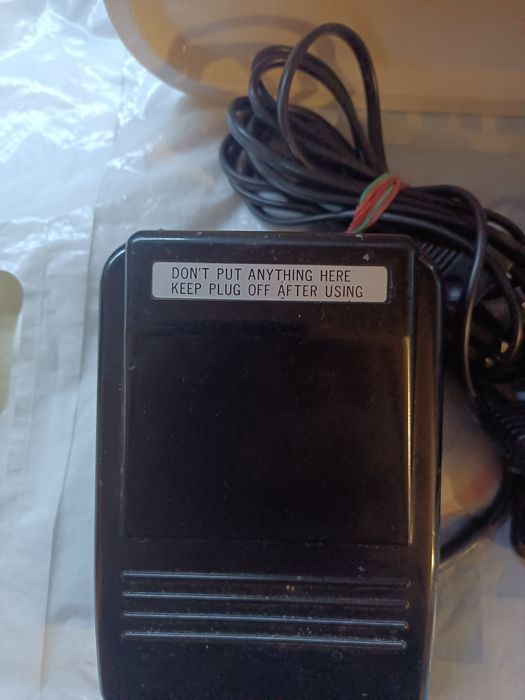 DON'T PUT ANYTHING HERE
KEEP PLUG OFF AFTER USING